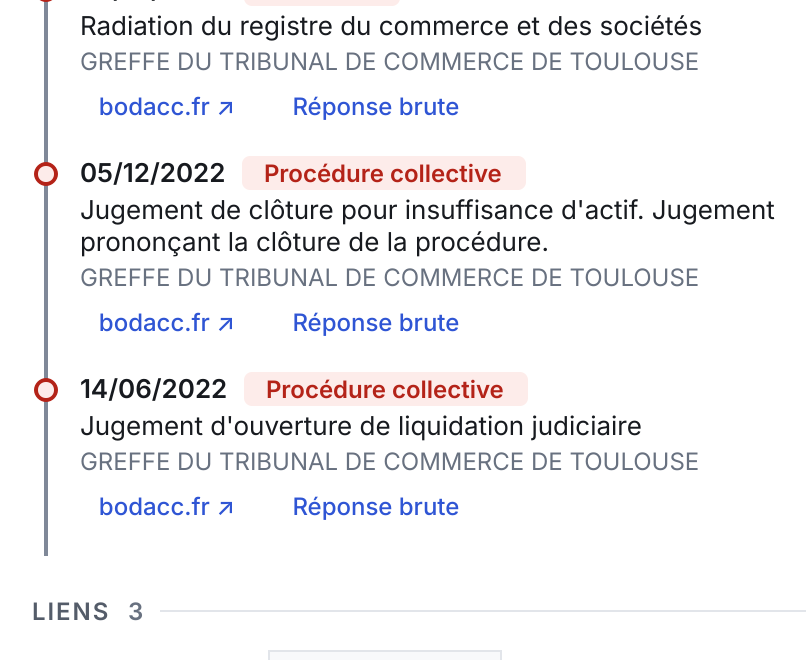 Radiation du registre du commerce et des sociétés
GREFFE DU TRIBUNAL DE COMMERCE DE TOULOUSE
bodacc.fr ↗ Réponse brute
05/12/2022 Procédure collective
Jugement de clôture pour insuffisance d'actif. Jugement
prononçant la clôture de la procédure.
GREFFE DU TRIBUNAL DE COMMERCE DE TOULOUSE
bodacc.fr ↗ Réponse brute
14/06/2022 Procédure collective
Jugement d'ouverture de liquidation judiciaire
GREFFE DU TRIBUNAL DE COMMERCE DE TOULOUSE
bodacc.fr ↗ Réponse brute
LIENS 3